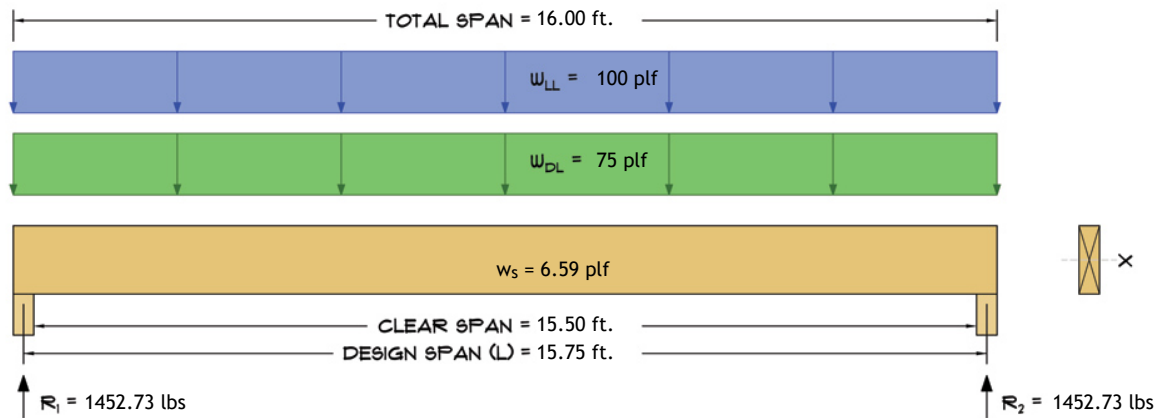 TOTAL SPAN = 16.00 ft.
WLL = 100 plf
WDL = 75 plf
ws = 6.59 plf
X
CLEAR SPAN = 15.50 ft.
DESIGN SPAN (L) = 15.75 ft.
R1 = 1452.73 lbs
R2 = 1452.73 lbs